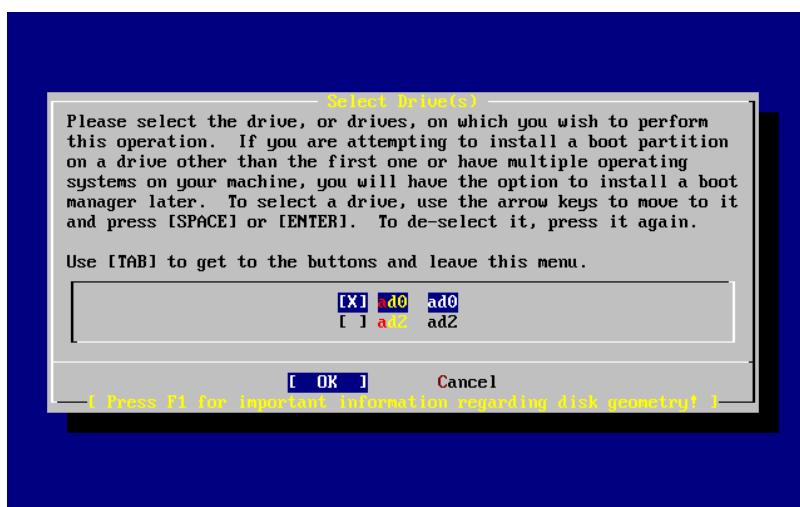 Select Drive(s)
Please select the drive, or drives, on which you wish to perform
this operation.  If you are attempting to install a boot partition
on a drive other than the first one or have multiple operating
systems on your machine, you will have the option to install a boot
manager later.  To select a drive, use the arrow keys to move to it
and press [SPACE] or [ENTER].  To de-select it, press it again.
Use [TAB] to get to the buttons and leave this menu.
[X] ad0 ad0
[ ] ad2 ad2
[ OK ] Cancel
[ Press F1 for important information regarding disk geometry! ]